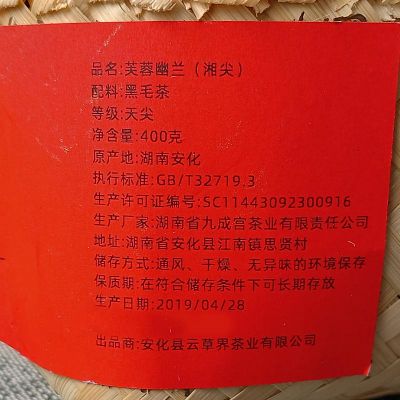 品名:芙蓉幽兰（湘尖）
配料:黑毛茶
等级:天尖
净含量:400克
原产地:湖南安化
执行标准:GB/T32719.3
生产许可证编号:SC11443092300916
生产厂家:湖南省九成宫茶业有限责任公司
地址:湖南省安化县江南镇思贤村
储存方式:通风、干燥、无异味的环境保存
保质期:在符合储存条件下可长期存放
生产日期:2019/04/28
出品商:安化县云草界茶业有限公司